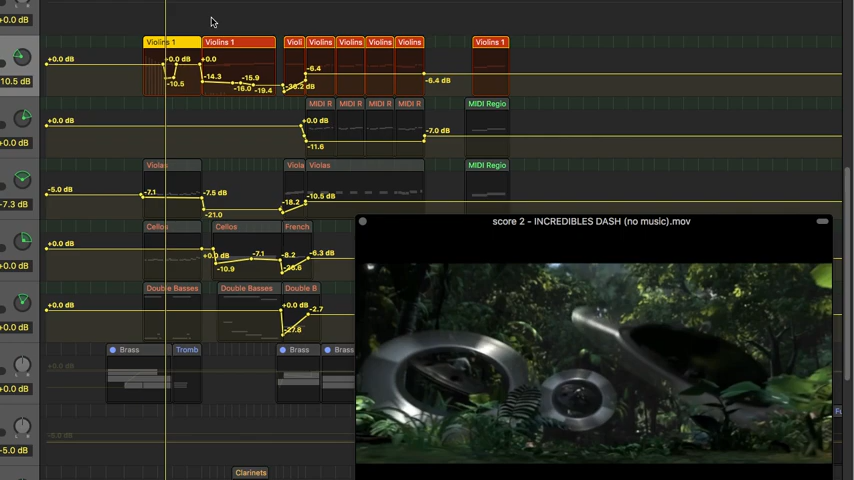 +0.0 dB
Violins 1
Violins 1
Violi
Violins
Violins
Violins
Violins
Violins 1
+0.0 dB
+0.0 dB
+0.0
-6.4
-14.3
-15.9
-10.5
-16.0
-19.4
-6.4 dB
10.5 dB
MIDI R
MIDI R
MIDI R
MIDI R
MIDI Regio
+0.0 dB
+0.0 dB
-7.0 dB
+0.0 dB
-11.6
Violas
Viola
Violas
MIDI Regio
-5.0 dB
-7.1
-7.5 dB
-10.5 dB
-7.3 dB
-21.0
-18.2
score 2 - INCREDIBLES DASH (no music).mov
Cellos
Cellos
French
+0.0 dB
+0.0 dB
-7.1
-8.2
-6.3 dB
+0.0 dB
-10.9
Double Basses
Double Basses
Double B
+0.0 dB
+0.0 dB
-2.7
+0.0 dB
-27.8
Brass
Tromb
Brass
Brass
+0.0 dB
+0.0 dB
-5.0 dB
-5.0 dB
Clarinets